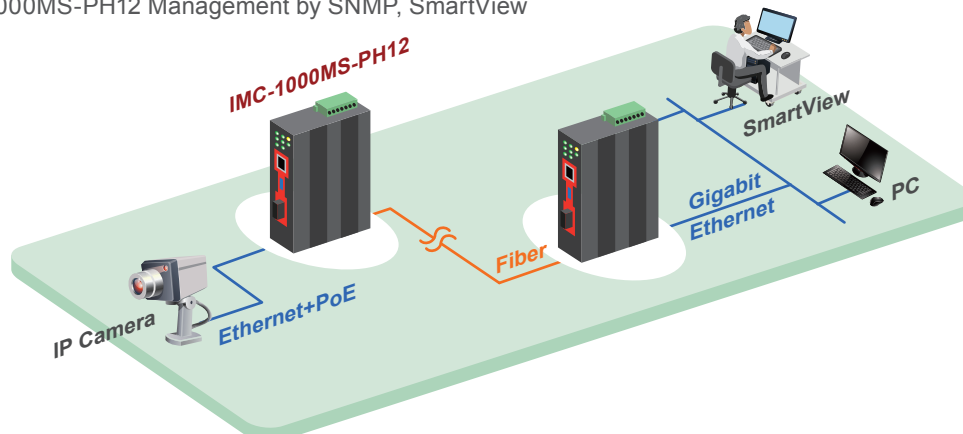 000MS-PH12 Management by SNMP, SmartView
IMC-1000MS-PH12
SmartView
PC
Gigabit
Ethernet
Fiber
Ethernet+PoE
IP Camera